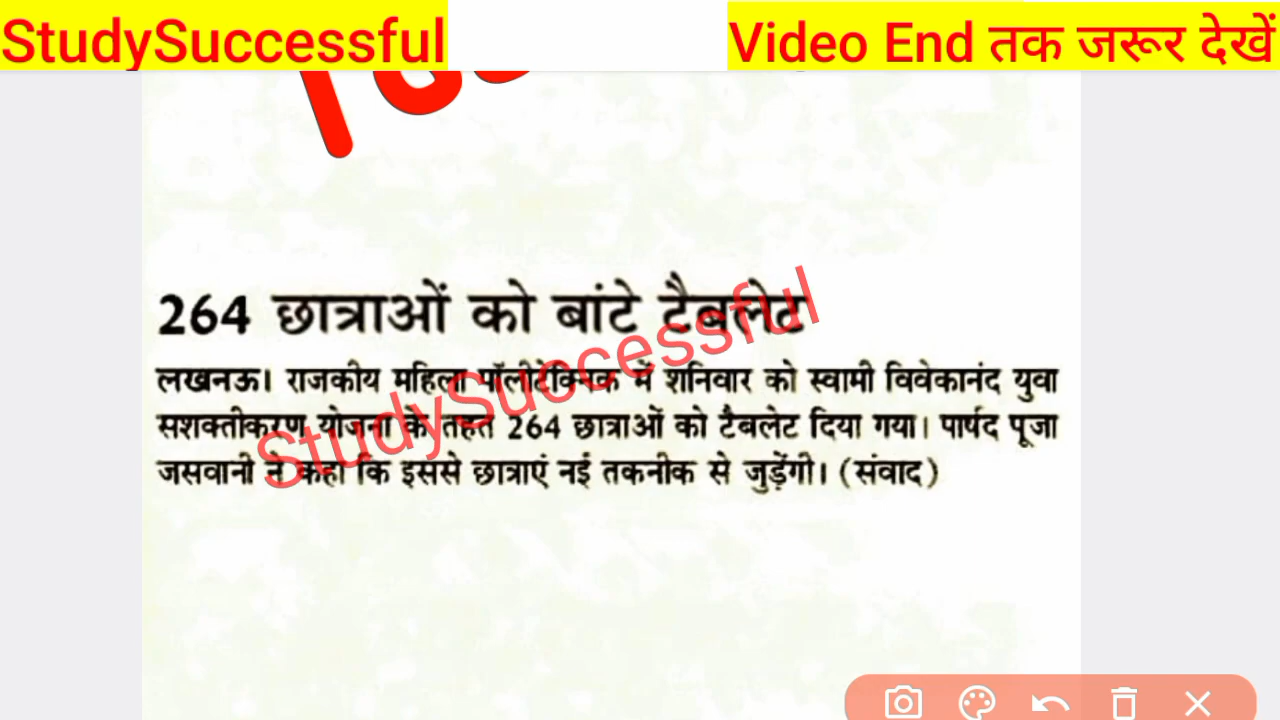 StudySuccessful
Video End तक जरूर देखें
264 छात्राओं को बांटे टैबलेट
लखनऊ। राजकीय महिला पॉलीटेक्निक में शनिवार को स्वामी विवेकानंद युवा
सशक्तीकरण योजना के तहत 264 छात्राओं को टैबलेट दिया गया। पार्षद पूजा
जसवानी ने कहा कि इससे छात्राएं नई तकनीक से जुड़ेंगी। (संवाद)
StudySuccessful